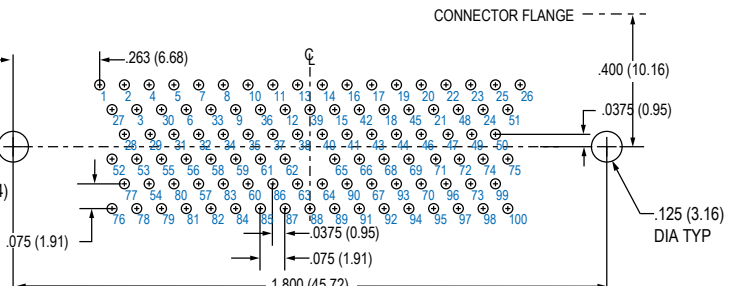 CONNECTOR FLANGE
.263 (6.68)
℄
.400 (10.16)
1 2 4 5 7 8 10 11 13 14 16 17 19 20 22 23 25 26
.0375 (0.95)
27 3 30 6 33 9 36 12 39 15 42 18 45 21 48 24 51
28 29 31 32 34 35 37 38 40 41 43 44 46 47 49 50
52 53 55 56 58 59 61 62 65 66 68 69 71 72 74 75
4)
77 54 80 57 83 60 86 63 64 90 67 93 70 96 73 99
76 78 79 81 82 84 85 87 88 89 91 92 94 95 97 98 100
.125 (3.16)
DIA TYP
.075 (1.91)
.0375 (0.95)
.075 (1.91)
1.800 (45.72)